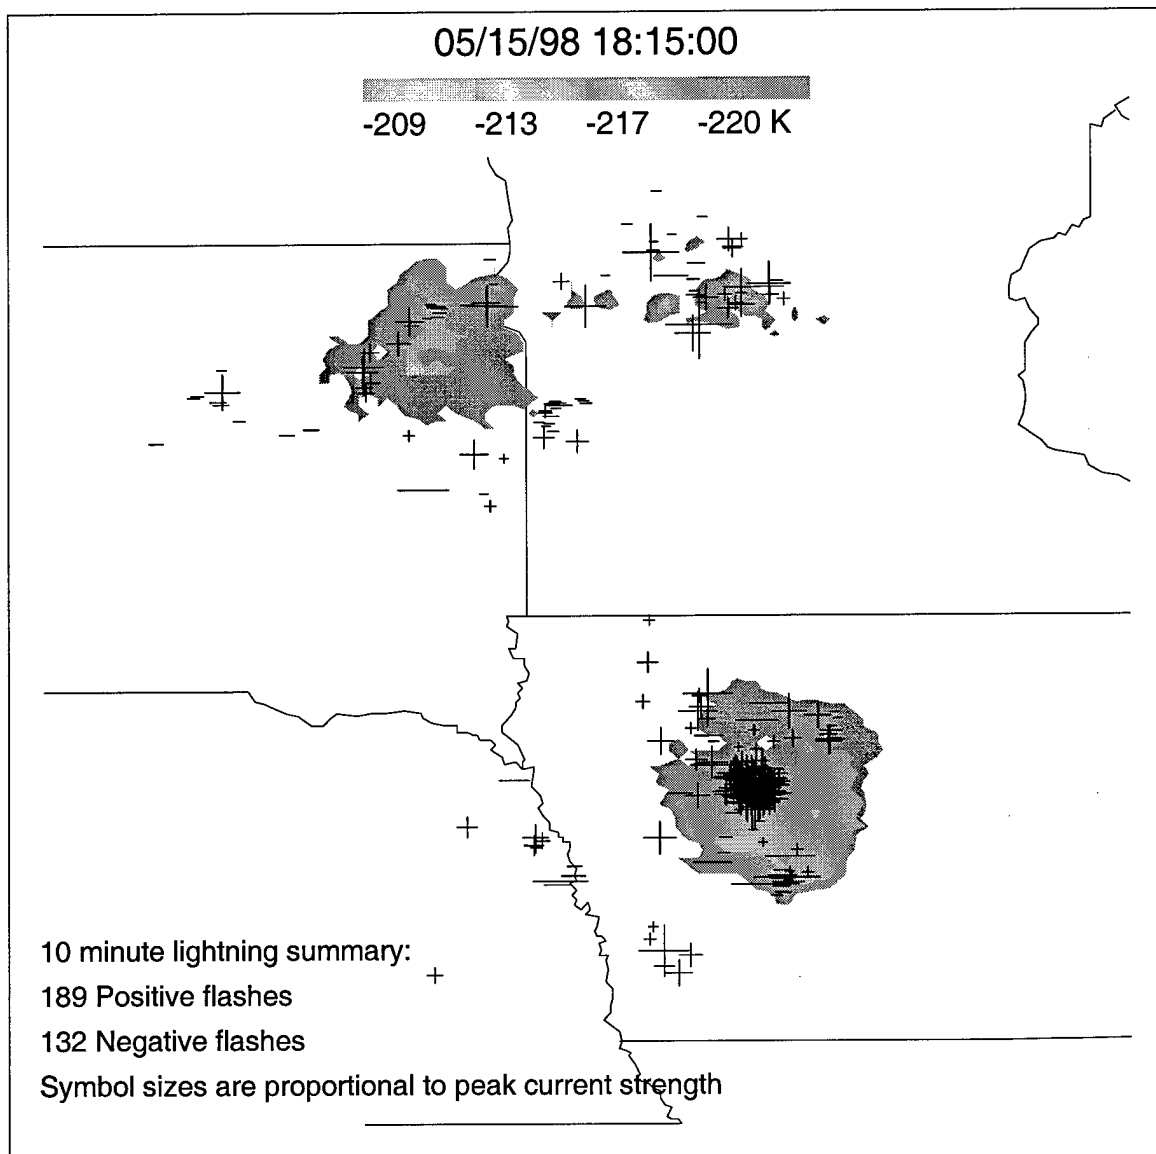 05/15/98 18:15:00
-209 -213 -217 -220 K
10 minute lightning summary:
189 Positive flashes
132 Negative flashes
Symbol sizes are proportional to peak current strength